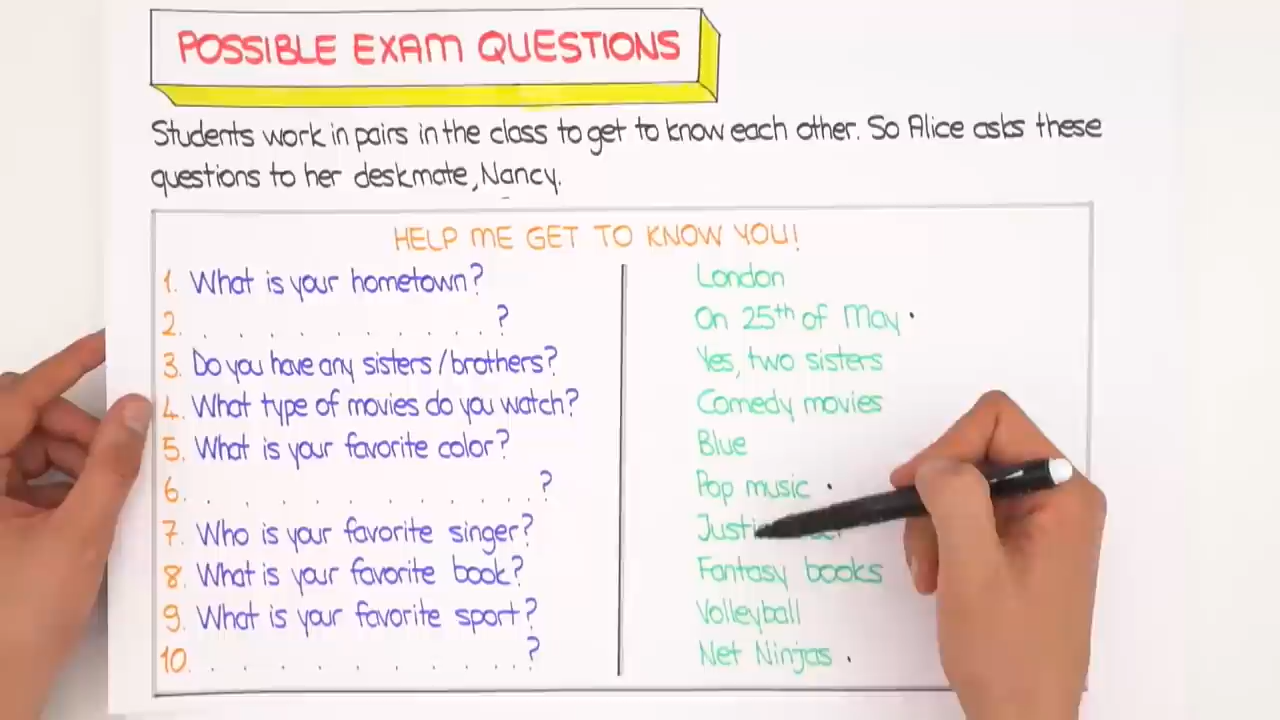 POSSIBLE EXAM QUESTIONS
Students work in pairs in the class to get to know each other. So Alice asks these
questions to her deskmate, Nancy.
HELP ME GET TO KNOW YOU!
1. What is your hometown? London
2. . . . . . . . . . . . ? On 25th of May
3. Do you have any sisters/brothers? Yes, two sisters
4. What type of movies do you watch? Comedy movies
5. What is your favorite color? Blue
6. . . . . . . . . . . . . ? Pop music
7. Who is your favorite singer?
8. What is your favorite book? Fantasy books
9. What is your favorite sport? Volleyball
10. . . . . . . . . . . . ? Net Ninjas